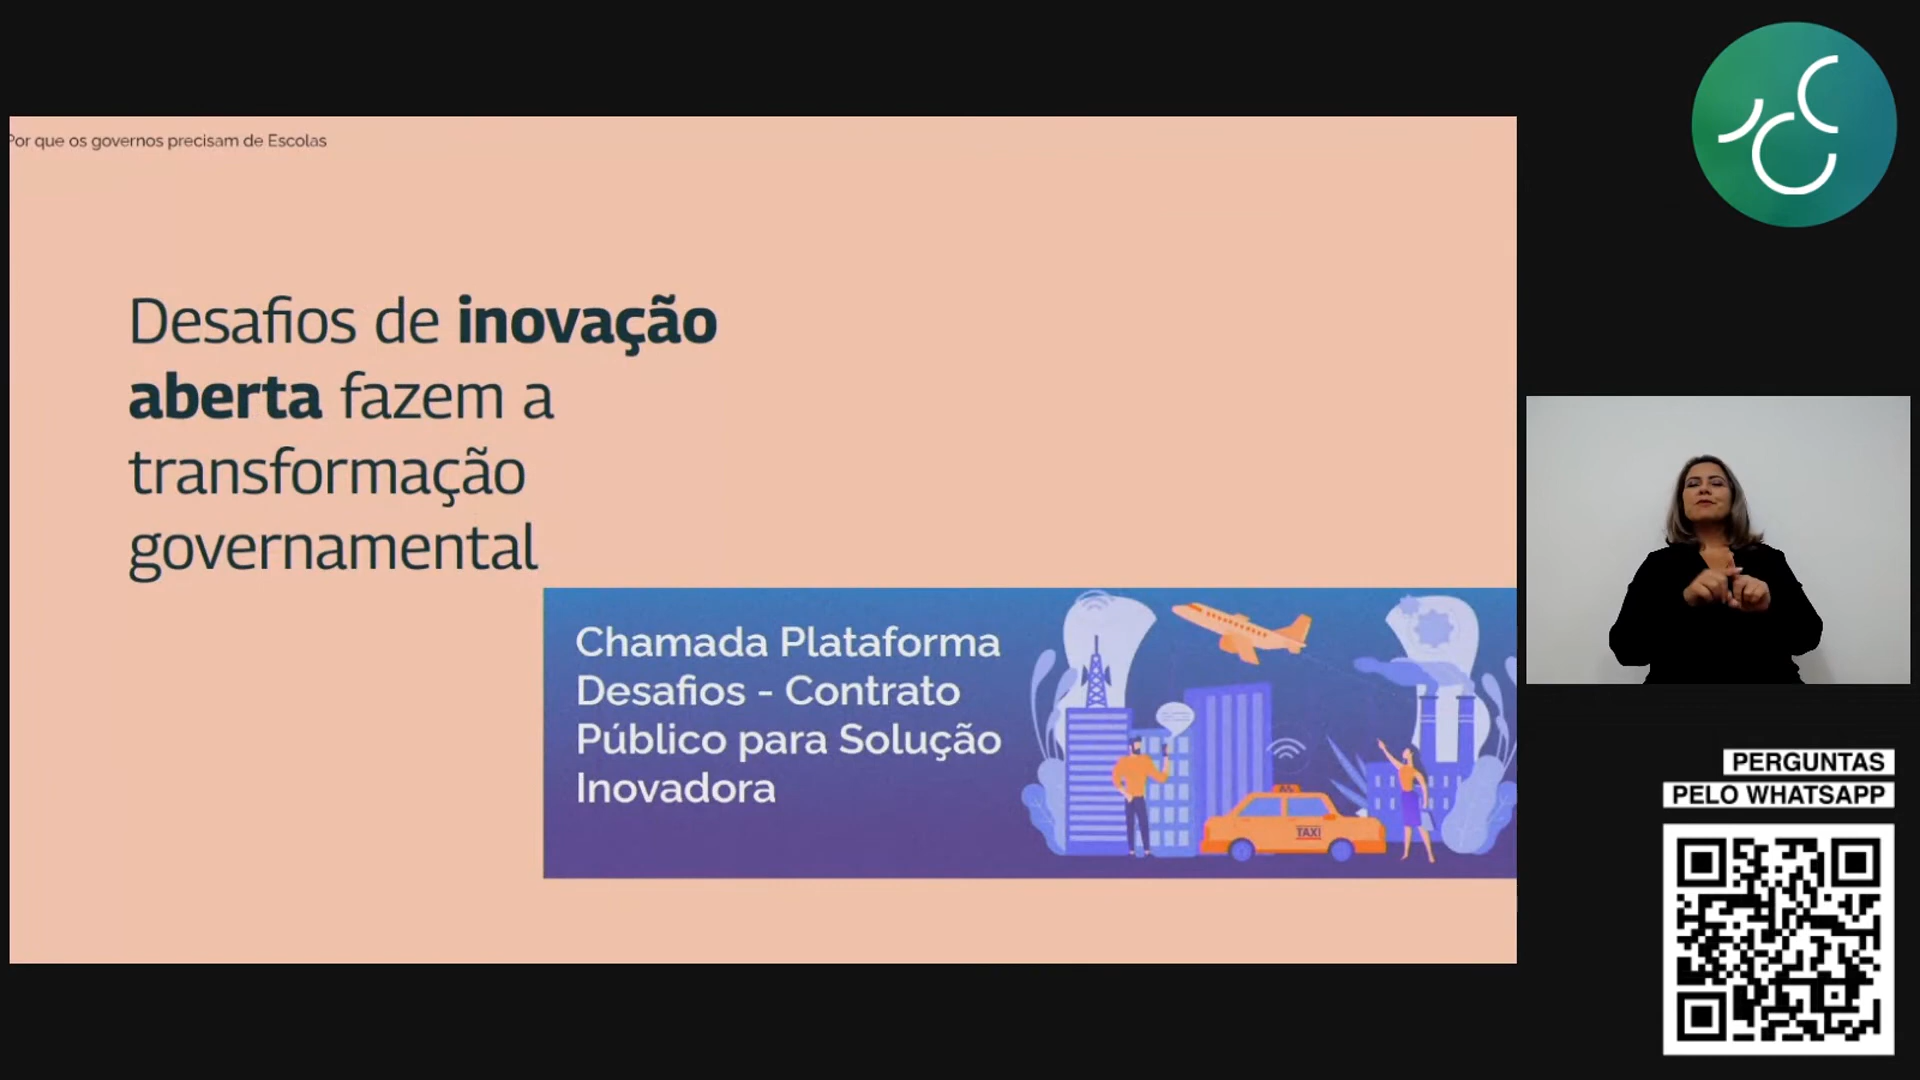 Por que os governos precisam de Escolas
Desafios de inovação
aberta fazem a
transformação
governamental
Chamada Plataforma
Desafios - Contrato
Público para Solução
Inovadora
TAXI
PERGUNTAS
PELO WHATSAPP